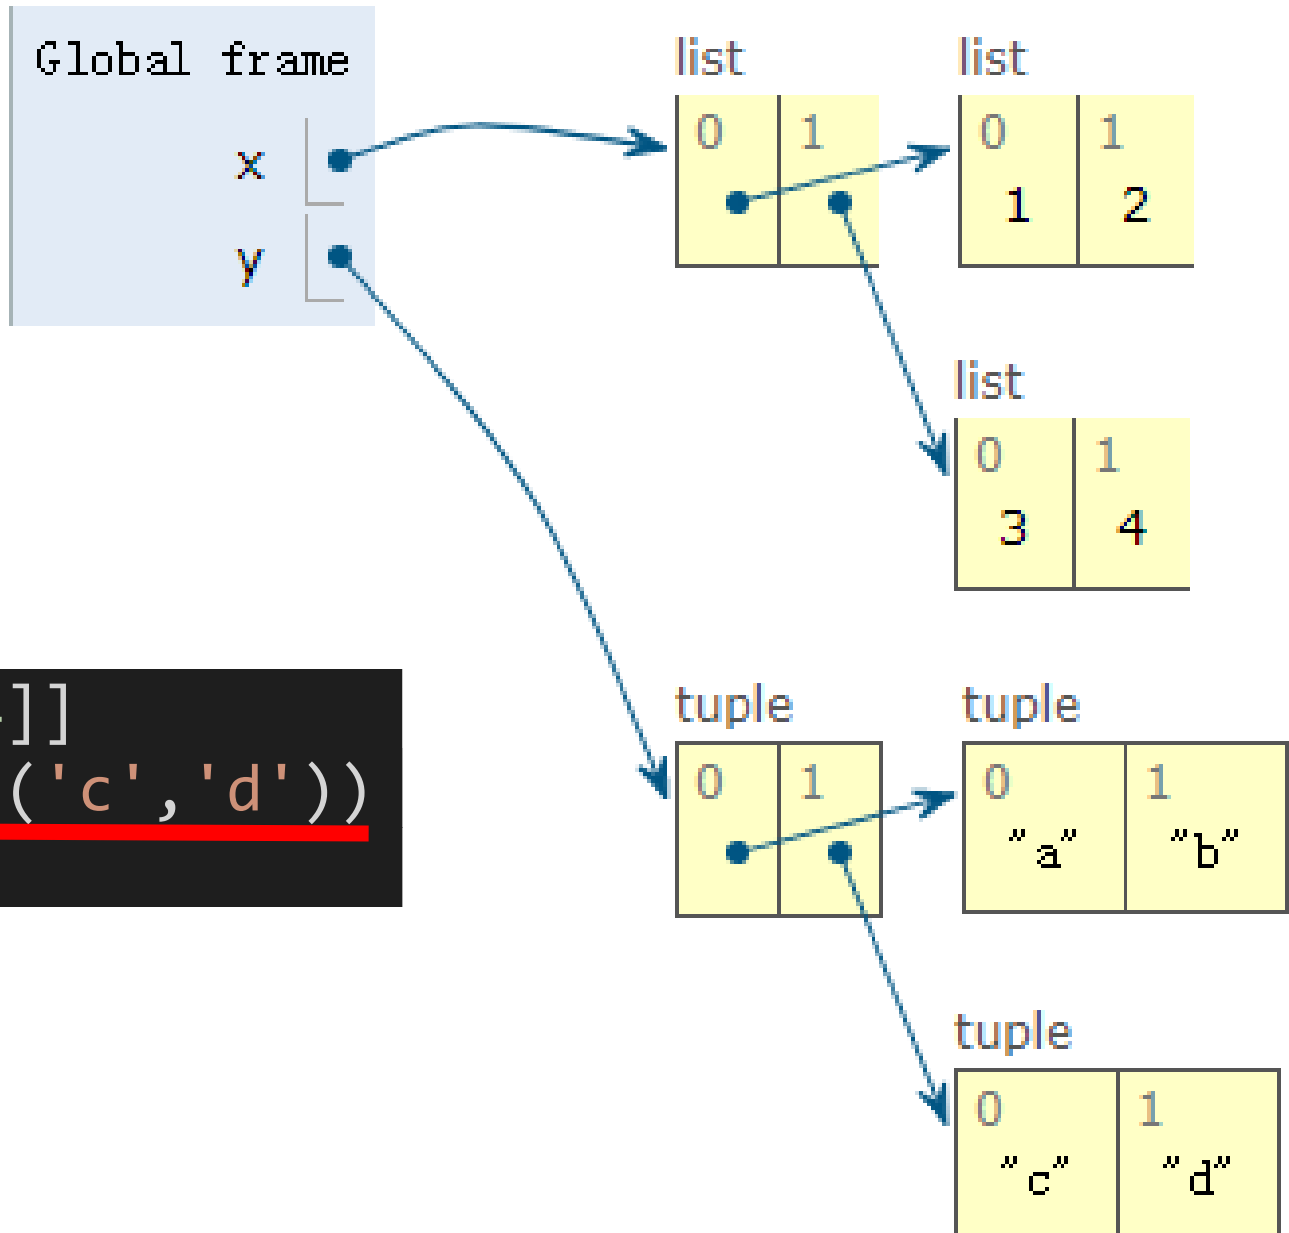 Global frame
x
y
list
0 1
list
0 1
1 2
list
0 1
3 4
]]
('c','d'))
tuple
0 1
tuple
0 1
"a" "b"
tuple
0 1
"c" "d"